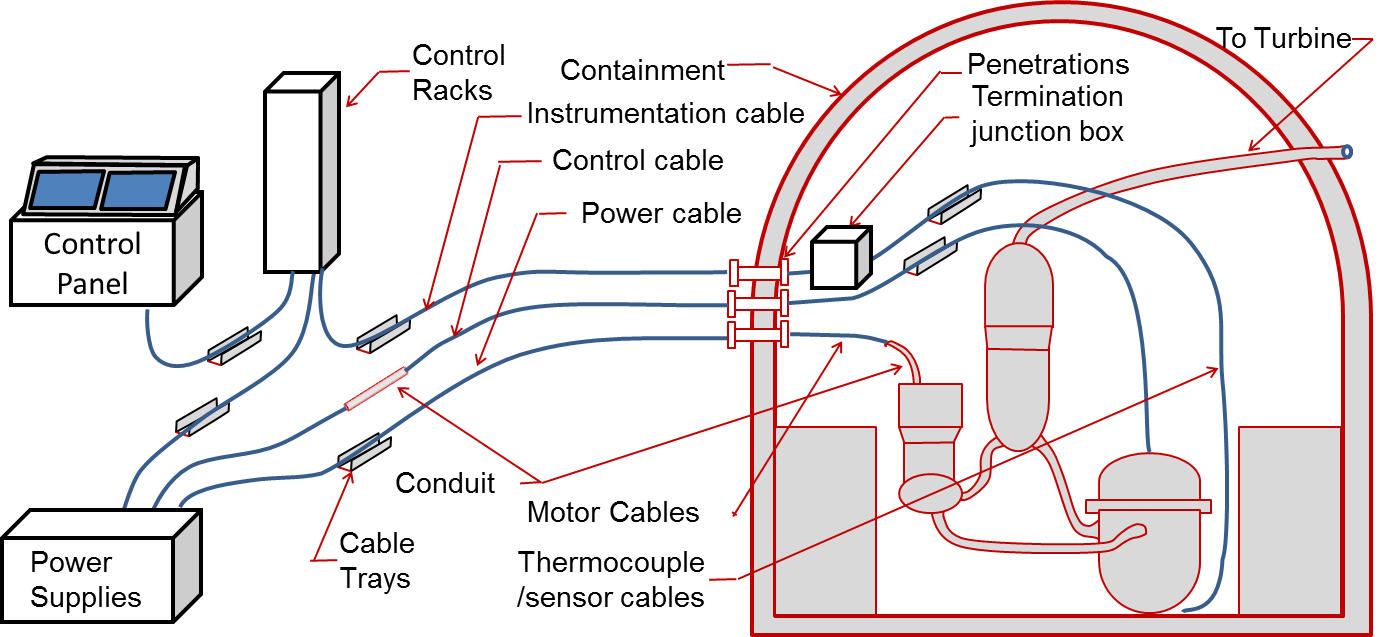 Control
Racks
Containment
To Turbine
Penetrations
Termination
junction box
Instrumentation cable
Control cable
Power cable
Control
Panel
Conduit
Motor Cables
Cable
Trays
Thermocouple
/sensor cables
Power
Supplies